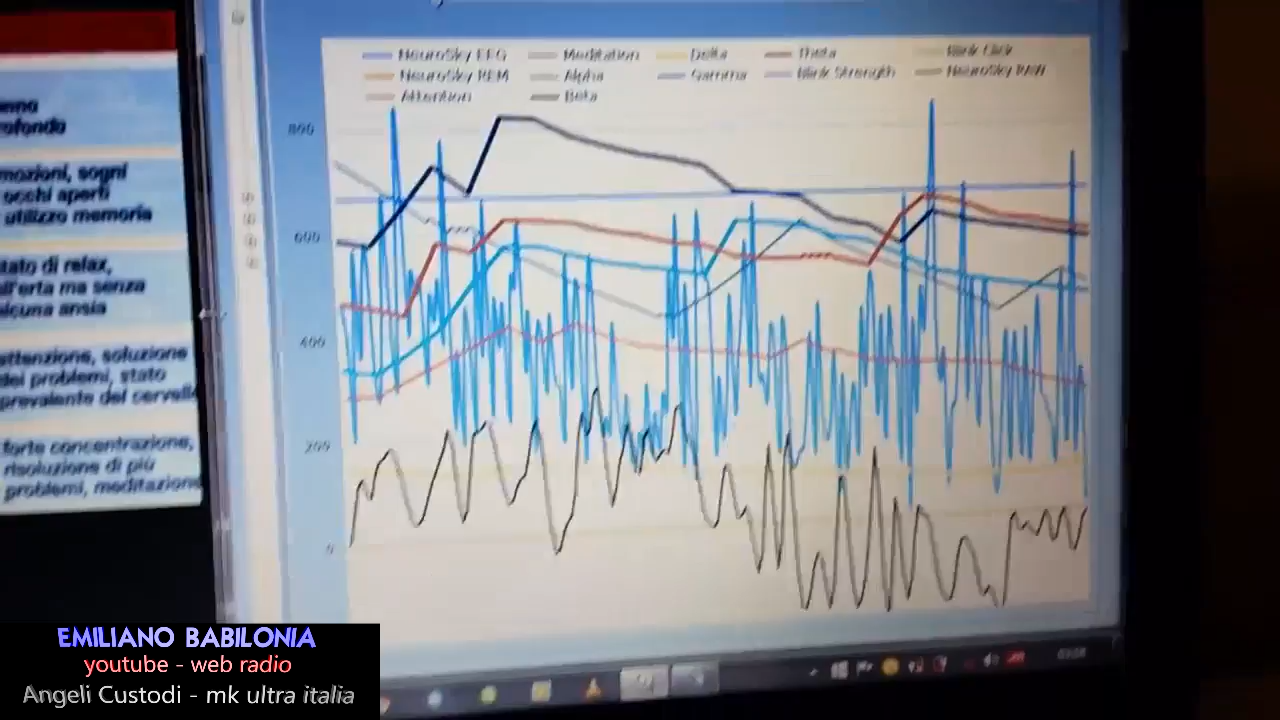 NeuroSky EEG Meditation Delta Theta Blink Click
NeuroSky REM Alpha Gamma Blink Strength NeuroSky RAW
Attention Beta
800
600
400
200
0
ofondo
mozioni, sogni
occhi aperti
utilizzo memoria
tato di relax,
all'erta ma senza
alcuna ansia
attenzione, soluzione
dei problemi, stato
prevalente del cervello
forte concentrazione,
risoluzione di più
problemi, meditazione
EMILIANO BABILONIA
youtube - web radio
Angeli Custodi - mk ultra italia